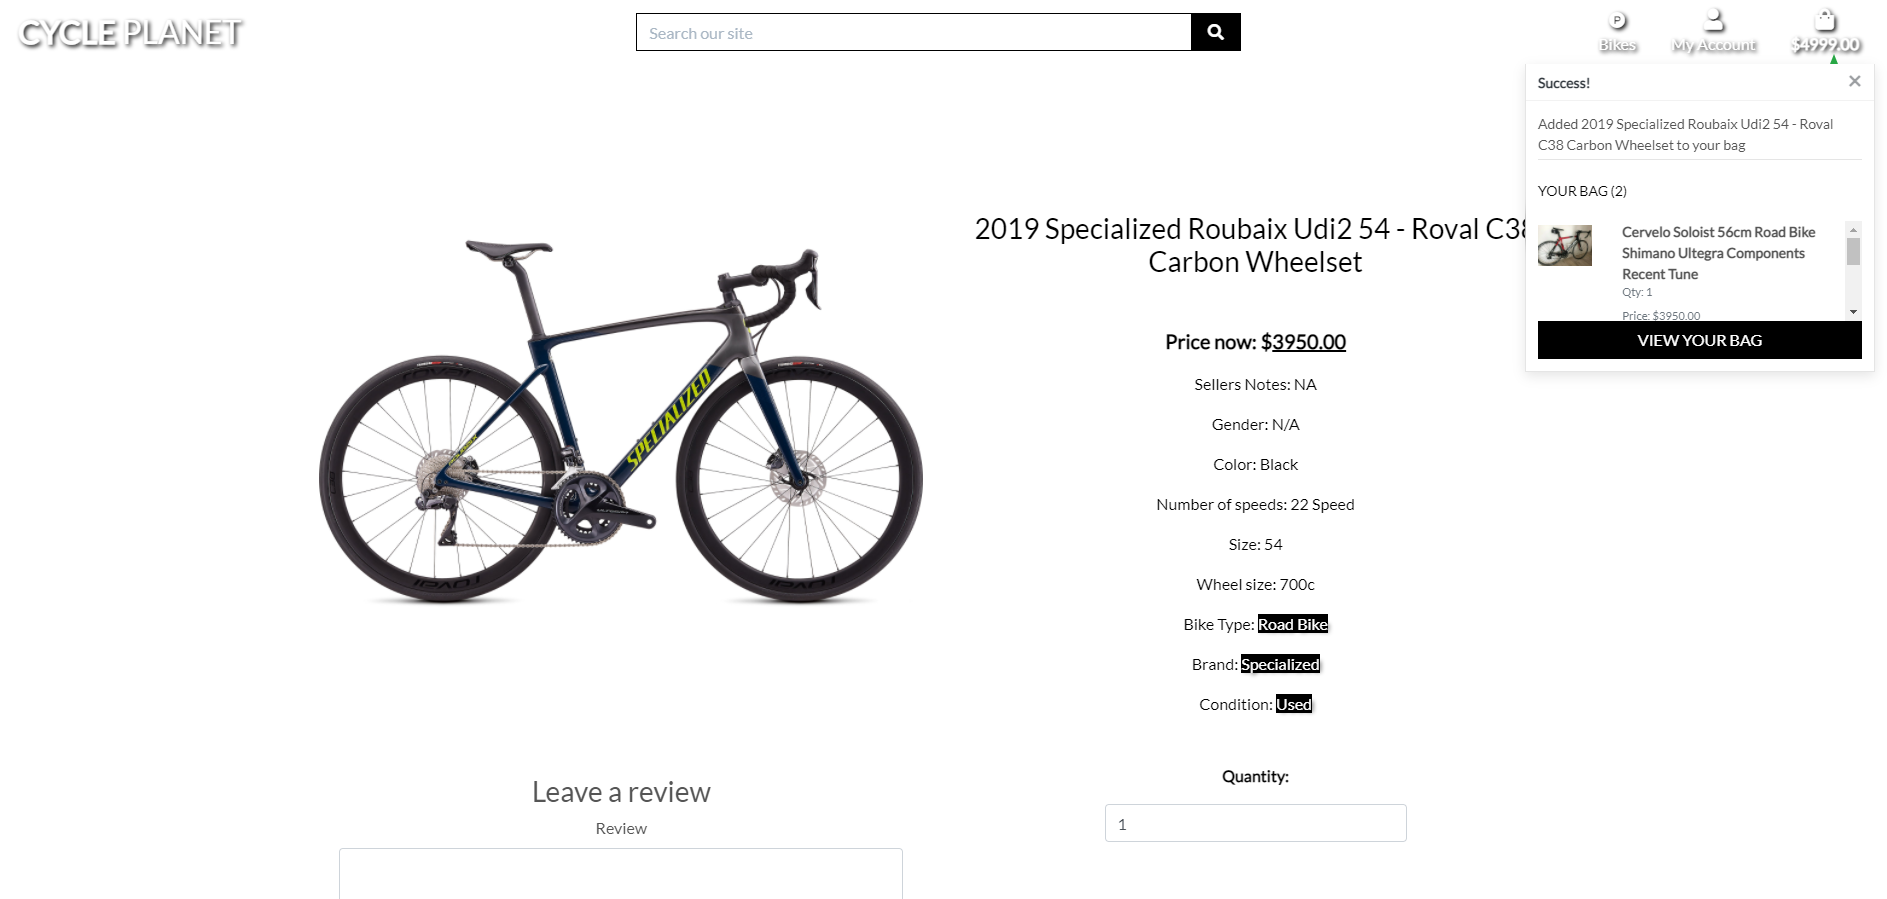 CYCLE PLANET
Search our site
P
Bikes
My Account
$4999.00
Success!
×
Added 2019 Specialized Roubaix Udi2 54 - Roval
C38 Carbon Wheelset to your bag
YOUR BAG (2)
Cervelo Soloist 56cm Road Bike
Shimano Ultegra Components
Recent Tune
Qty: 1
Price: $3950.00
VIEW YOUR BAG
2019 Specialized Roubaix Udi2 54 - Roval C38
Carbon Wheelset
Price now: $3950.00
Sellers Notes: NA
Gender: N/A
Color: Black
Number of speeds: 22 Speed
Size: 54
Wheel size: 700c
Bike Type: Road Bike
Brand: Specialized
Condition: Used
Quantity:
1
SPECIALIZED
Leave a review
Review